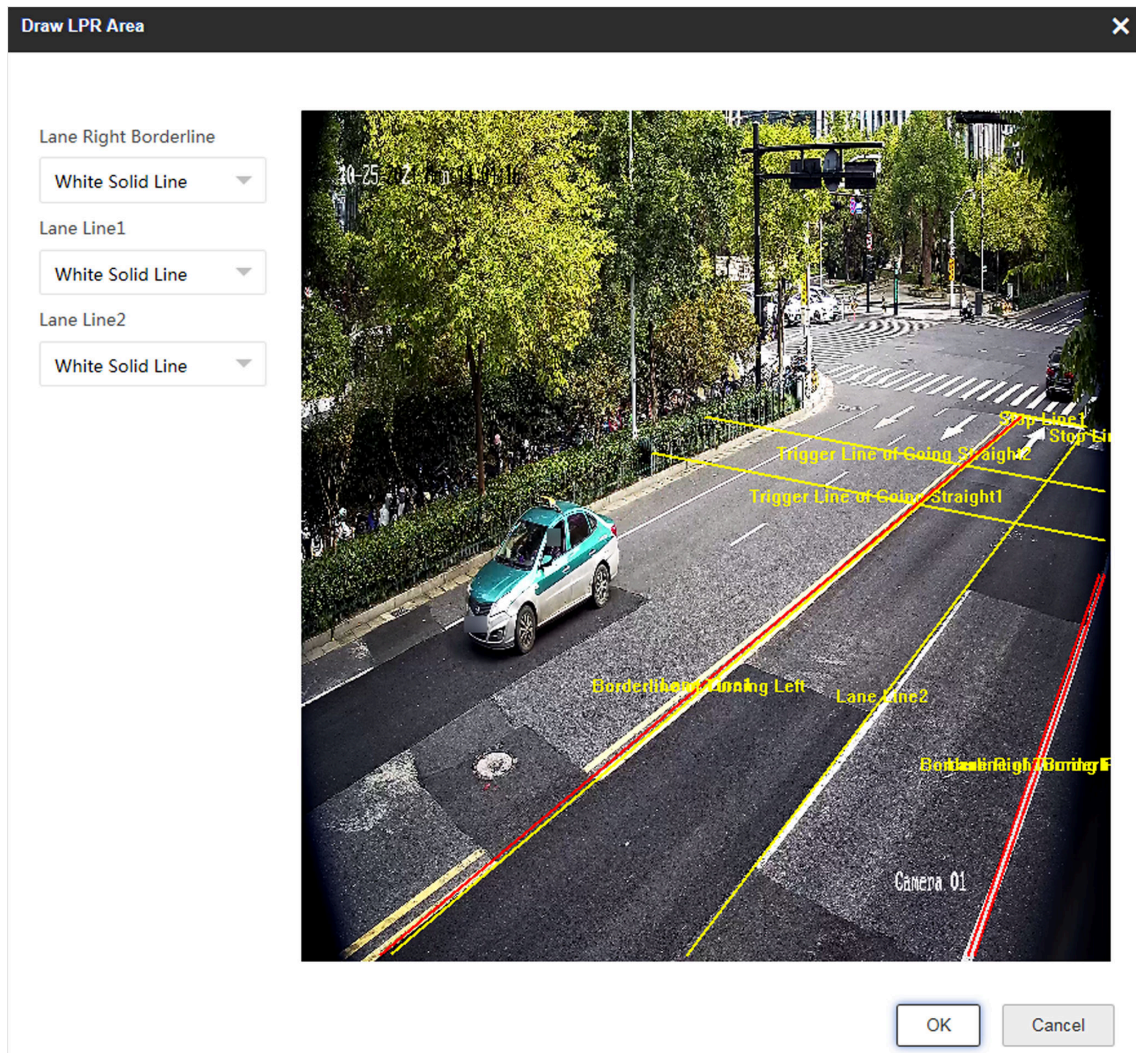 Draw LPR Area
Lane Right Borderline
White Solid Line
Lane Line1
White Solid Line
Lane Line2
White Solid Line
Stop Line1
Stop Li
Trigger Line of Going Straight2
Trigger Line of Going Straight1
Lane Line2
Camera 01
OK
Cancel